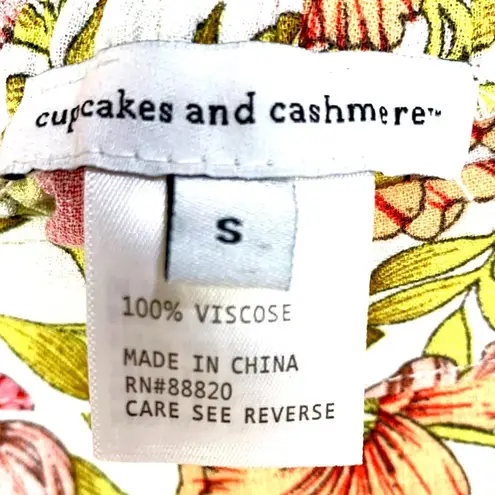 cupcakes and cashmere™
S
100% VISCOSE
MADE IN CHINA
RN#88820
CARE SEE REVERSE